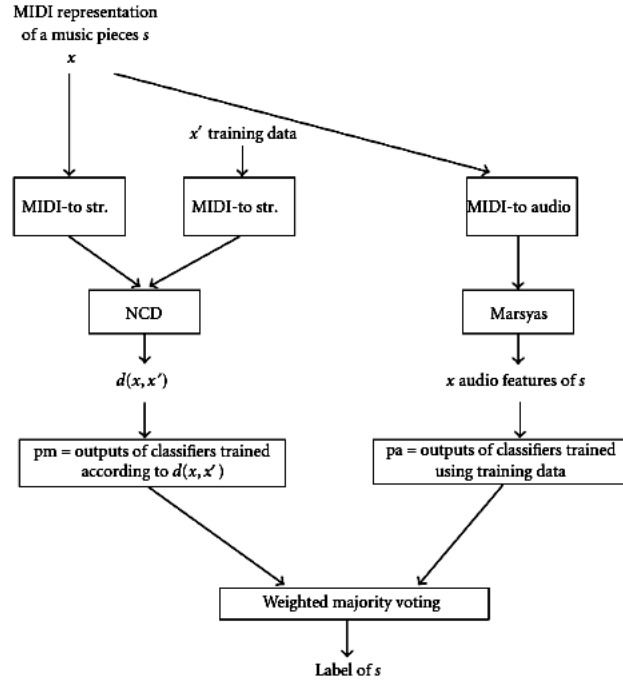 MIDI representation
of a music pieces s
x
x′ training data
MIDI-to str.
MIDI-to str.
MIDI-to audio
NCD
Marsyas
d(x, x′)
x audio features of s
pm = outputs of classifiers trained
according to d(x, x′)
pa = outputs of classifiers trained
using training data
Weighted majority voting
Label of s